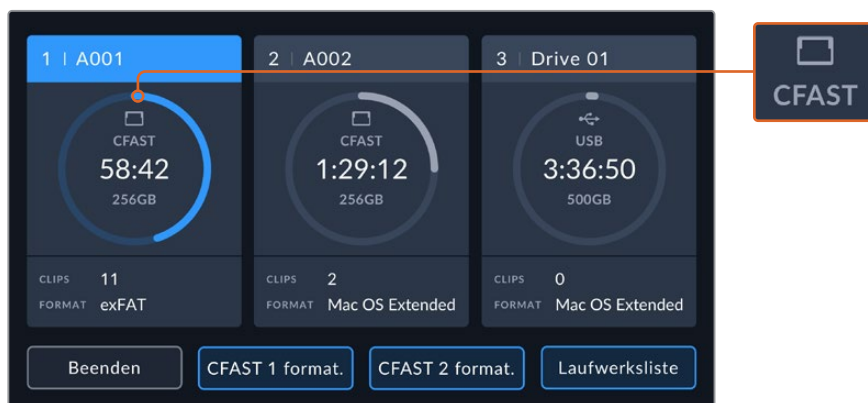 1 | A001
CFAST
58:42
256GB
CLIPS 11
FORMAT exFAT
2 | A002
CFAST
1:29:12
256GB
CLIPS 2
FORMAT Mac OS Extended
3 | Drive 01
USB
3:36:50
500GB
CLIPS 0
FORMAT Mac OS Extended
Beenden
CFAST 1 format.
CFAST 2 format.
Laufwerksliste
CFAST